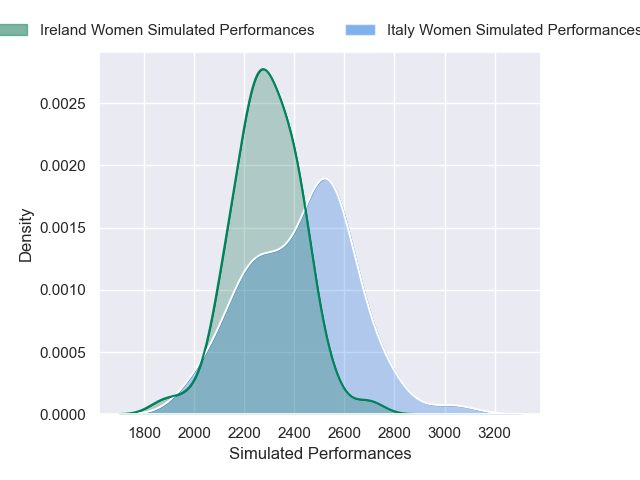 Ireland Women Simulated Performances Italy Women Simulated Performances
0.0025
0.0020
0.0015
0.0010
0.0005
0.0000
Density
1800 2000 2200 2400 2600 2800 3000 3200
Simulated Performances